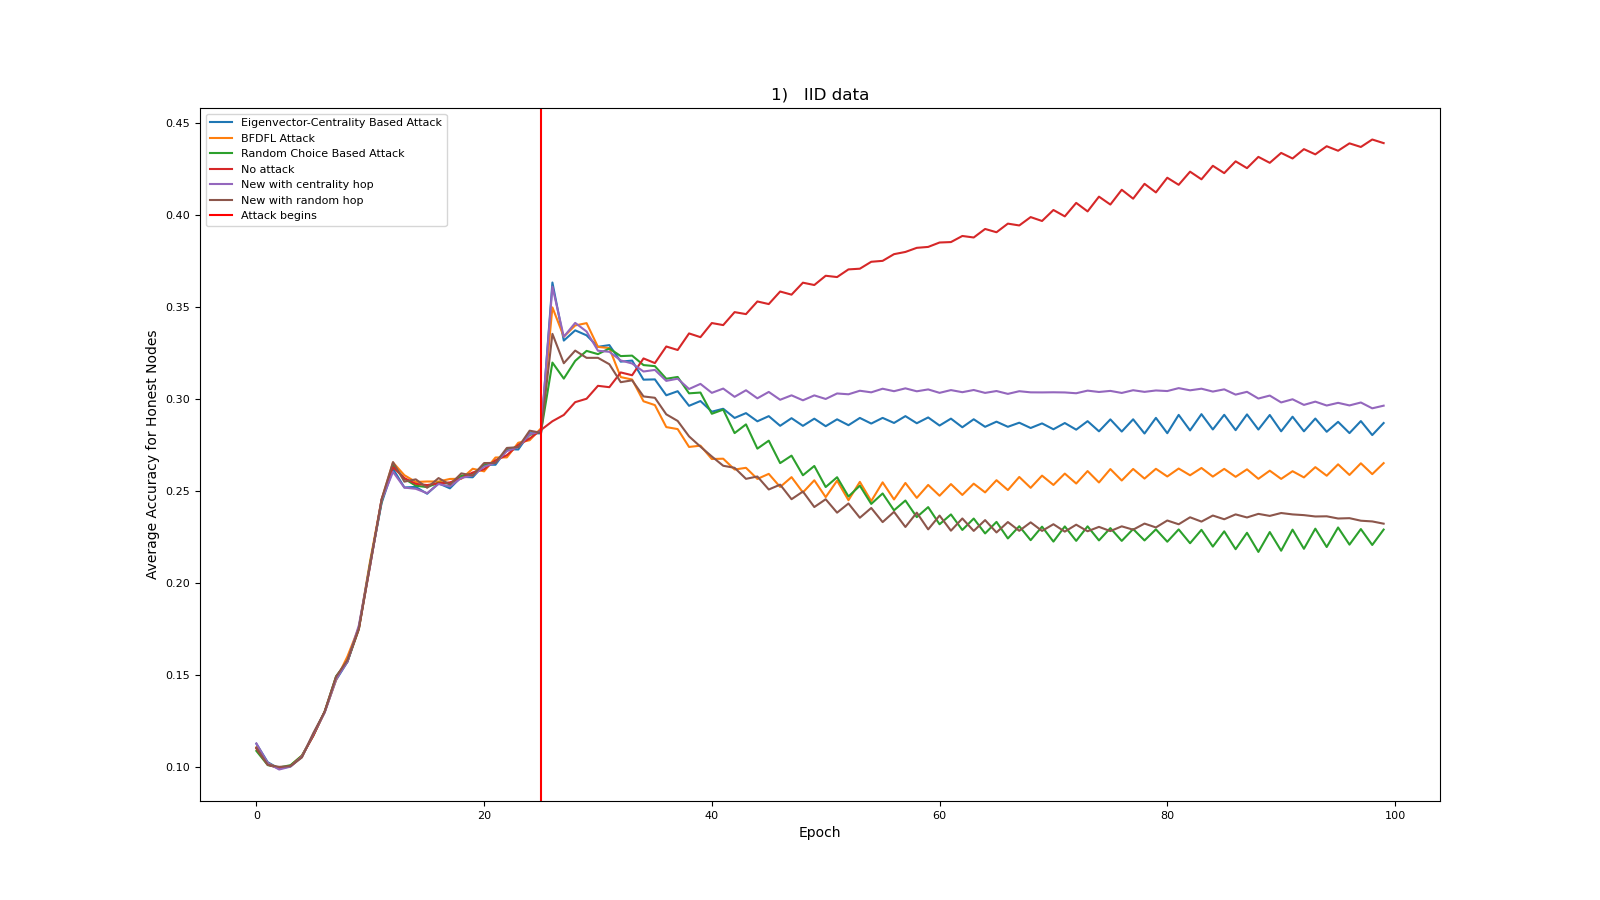 1)   IID data
Eigenvector-Centrality Based Attack
BFDFL Attack
Random Choice Based Attack
No attack
New with centrality hop
New with random hop
Attack begins
Average Accuracy for Honest Nodes
0.45
0.40
0.35
0.30
0.25
0.20
0.15
0.10
0 20 40 60 80 100
Epoch